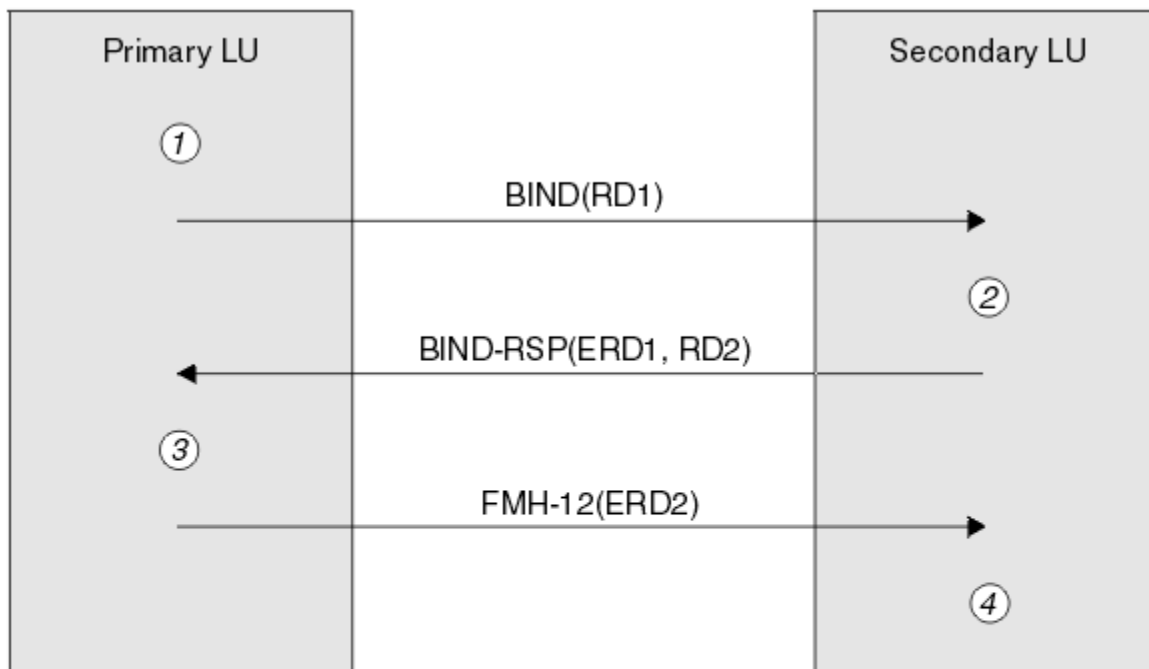 Primary LU
Secondary LU
1
BIND(RD1)
2
BIND-RSP(ERD1, RD2)
3
FMH-12(ERD2)
4